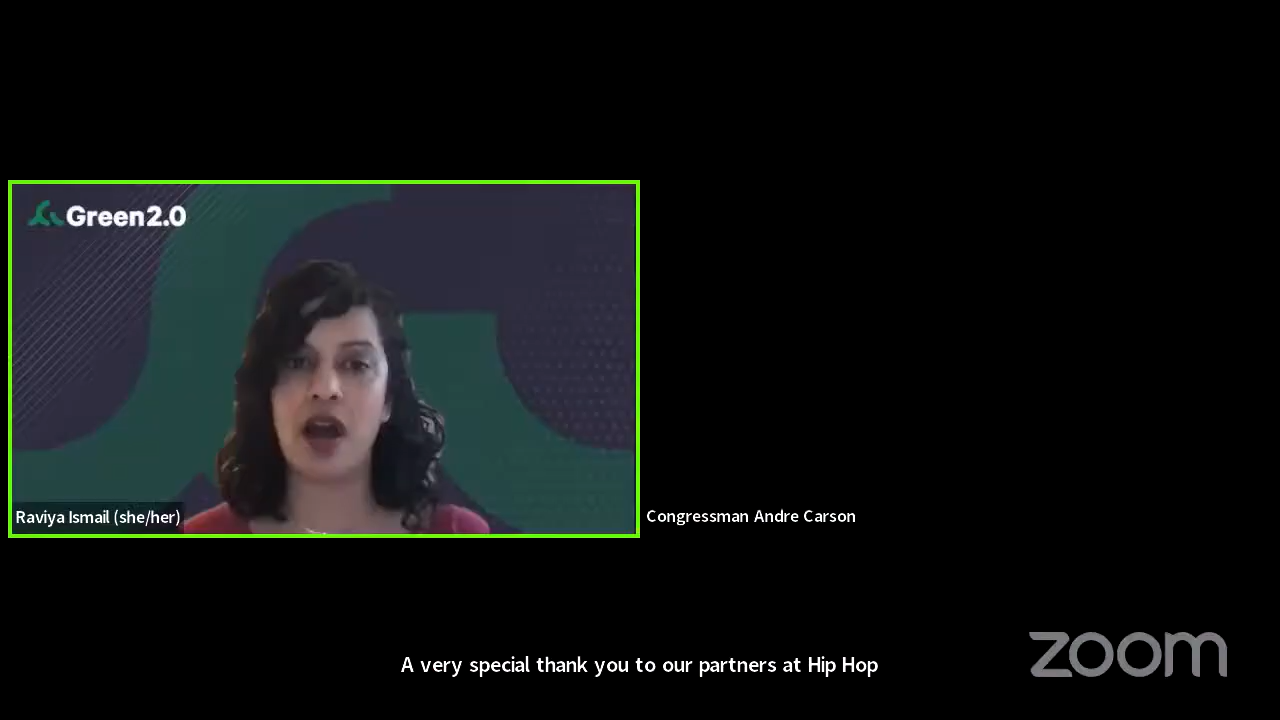 Green2.0
Raviya Ismail (she/her)
Congressman Andre Carson
A very special thank you to our partners at Hip Hop
zoom